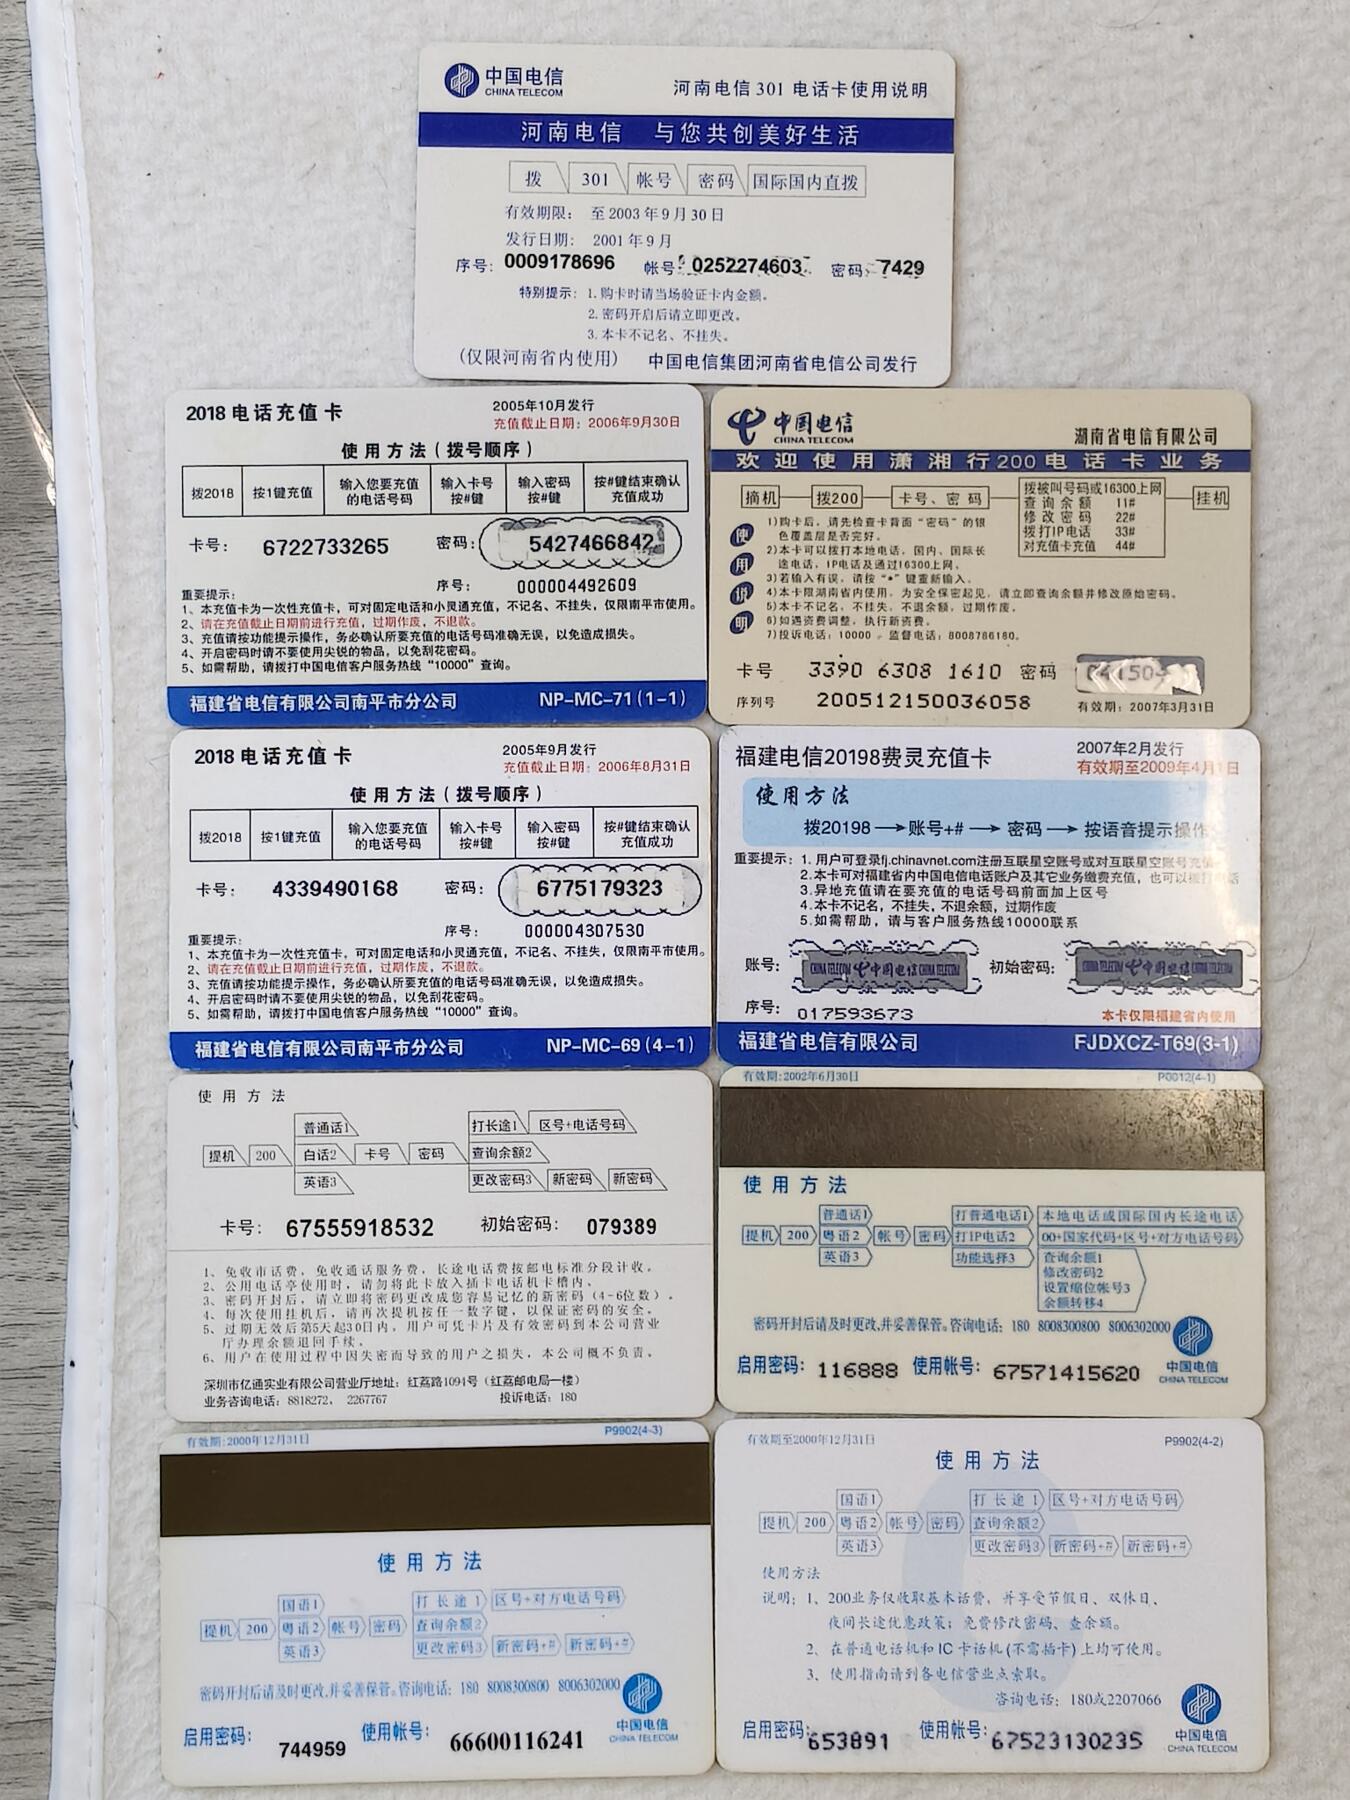 中国电信
CHINA TELECOM
河南电信 301 电话卡使用说明
河南电信 与您共创美好生活
拨 301 帐号 密码 国际国内直拨
有效期限： 至 2003 年 9 月 30 日
发行日期： 2001 年 9 月
序号: 0009178696 帐号: 0252274603 密码: 7429
特别提示： 1. 购卡时请当场验证卡内金额。
2. 密码开启后请立即更改。
3. 本卡不记名、不挂失。
(仅限河南省内使用) 中国电信集团河南省电信公司发行
2018 电话充值卡
2005年10月发行
充值截止日期：2006年9月30日
使用方法（拨号顺序）
拨2018 按1键充值 输入您要充值的电话号码 输入卡号按#键 输入密码按#键 按#键结束确认充值成功
卡号： 6722733265 密码： 5427466842
序号： 000004492609
重要提示：
1、本充值卡为一次性充值卡，可对固定电话和小灵通充值，不记名、不挂失，仅限南平市使用。
2、请在充值截止日期前进行充值，过期作废，不退款。
3、充值请按功能提示操作，务必确认所要充值的电话号码准确无误，以免造成损失。
4、开启密码时请不要使用尖锐的物品，以免刮花密码。
5、如需帮助，请拨打中国电信客户服务热线“10000”查询。
福建省电信有限公司南平市分公司 NP-MC-71 (1-1)
中国电信
CHINA TELECOM
湖南省电信有限公司
欢迎使用潇湘行200电话卡业务
摘机 拨200 卡号、密码 拨被叫号码或16300上网 挂机
查询余额 11#
修改密码 22#
拨打IP电话 33#
对充值卡充值 44#
使用说明
1)购卡后，请先检查卡背面“密码”的银
色覆盖层是否完好。
2)本卡可以拨打本地电话，国内、国际长
途电话，IP电话及通过16300上网。
3)若输入有误，请按“*”键重新输入。
4)本卡限湖南省内使用，为安全保密起见，请立即查询余额并修改原始密码。
5)本卡不记名，不挂失，不退余额，过期作废。
6)如遇资费调整，执行新资费。
7)投诉电话：10000 。监督电话：8008786180。
卡号 3390 6308 1610 密码 04150
序列号 200512150036058 有效期：2007年3月31日
2018 电话充值卡
2005年9月发行
充值截止日期：2006年8月31日
使用方法（拨号顺序）
拨2018 按1键充值 输入您要充值的电话号码 输入卡号按#键 输入密码按#键 按#键结束确认充值成功
卡号： 4339490168 密码： 6775179323
序号： 000004307530
重要提示：
1、本充值卡为一次性充值卡，可对固定电话和小灵通充值，不记名、不挂失，仅限南平市使用。
2、请在充值截止日期前进行充值，过期作废，不退款。
3、充值请按功能提示操作，务必确认所要充值的电话号码准确无误，以免造成损失。
4、开启密码时请不要使用尖锐的物品，以免刮花密码。
5、如需帮助，请拨打中国电信客户服务热线“10000”查询。
福建省电信有限公司南平市分公司 NP-MC-69 (4-1)
福建电信20198费灵充值卡
2007年2月发行
有效期至2009年4月1日
使用方法
拨20198 → 账号+# → 密码 → 按语音提示操作
重要提示：1. 用户可登录fj.chinavnet.com注册互联星空账号或对互联星空账号充值
2.本卡可对福建省内中国电信电话账户及其它业务缴费充值，也可以拨打电话
3.异地充值请在要充值的电话号码前面加上区号
4.本卡不记名，不挂失，不退余额，过期作废
5.如需帮助，请与客户服务热线10000联系
账号: CHINA TELECOM 中国电信 CHINA TELECOM 初始密码: CHINA TELECOM 中国电信 CHINA TELECOM
序号: 017593673 本卡仅限福建省内使用
福建省电信有限公司 FJDXCZ-T69(3-1)
使用方法
提机 200 普通话1 白话2 英语3 卡号 密码 打长途1 区号+电话号码
查询余额2
更改密码3 新密码 新密码
卡号： 67555918532 初始密码： 079389
1、免收市话费，免收通话服务费，长途电话费按邮电标准分段计收。
2、公用电话亭使用时，请勿将此卡放入插卡电话机卡槽内。
3、密码开封后，请立即将密码更改成您容易记忆的新密码（4-6位数）。
4、每次使用挂机后，请再次提机按任一数字键，以保证密码的安全。
5、过期无效后第5天起30日内，用户可凭卡片及有效密码到本公司营业
厅办理余额退回手续。
6、用户在使用过程中因失密而导致的用户之损失，本公司概不负责。
深圳市亿通实业有限公司营业厅地址：红荔路1094号（红荔邮电局一楼）
业务咨询电话：8818272，2267767 投诉电话：180
有效期:2002年6月30日 P0012(4-1)
使用方法
提机 200 普通话1 粤语2 英语3 帐号 密码 打普通电话1 本地电话或国际国内长途电话
打IP电话2 00+国家代码+区号+对方电话号码
功能选择3 查询余额1
修改密码2
设置缩位帐号3
余额转移4
密码开封后请及时更改,并妥善保管。咨询电话：180 8008300800 8006302000
启用密码: 116888 使用帐号: 67571415620
中国电信
CHINA TELECOM
有效期:2000年12月31日 P9902(4-3)
使用方法
提机 200 国语1 粤语2 英语3 帐号 密码 打长途1 区号+对方电话号码
查询余额2
更改密码3 新密码+# 新密码+#
密码开封后请及时更改,并妥善保管。咨询电话：180 8008300800 8006302000
启用密码: 744959 使用帐号: 66600116241
中国电信
CHINA TELECOM
有效期至2000年12月31日 P9902(4-2)
使用方法
提机 200 国语1 粤语2 英语3 帐号 密码 打长途1 区号+对方电话号码
查询余额2
更改密码3 新密码+# 新密码+#
使用方法
说明：1、200业务仅收取基本话费，并享受节假日、双休日、
夜间长途优惠政策；免费修改密码、查余额。
2、在普通电话机和IC卡话机(不需插卡)上均可使用。
3、使用指南请到各电信营业点索取。
咨询电话：180或2207066
启用密码: 653891 使用帐号: 67523130235
中国电信
CHINA TELECOM